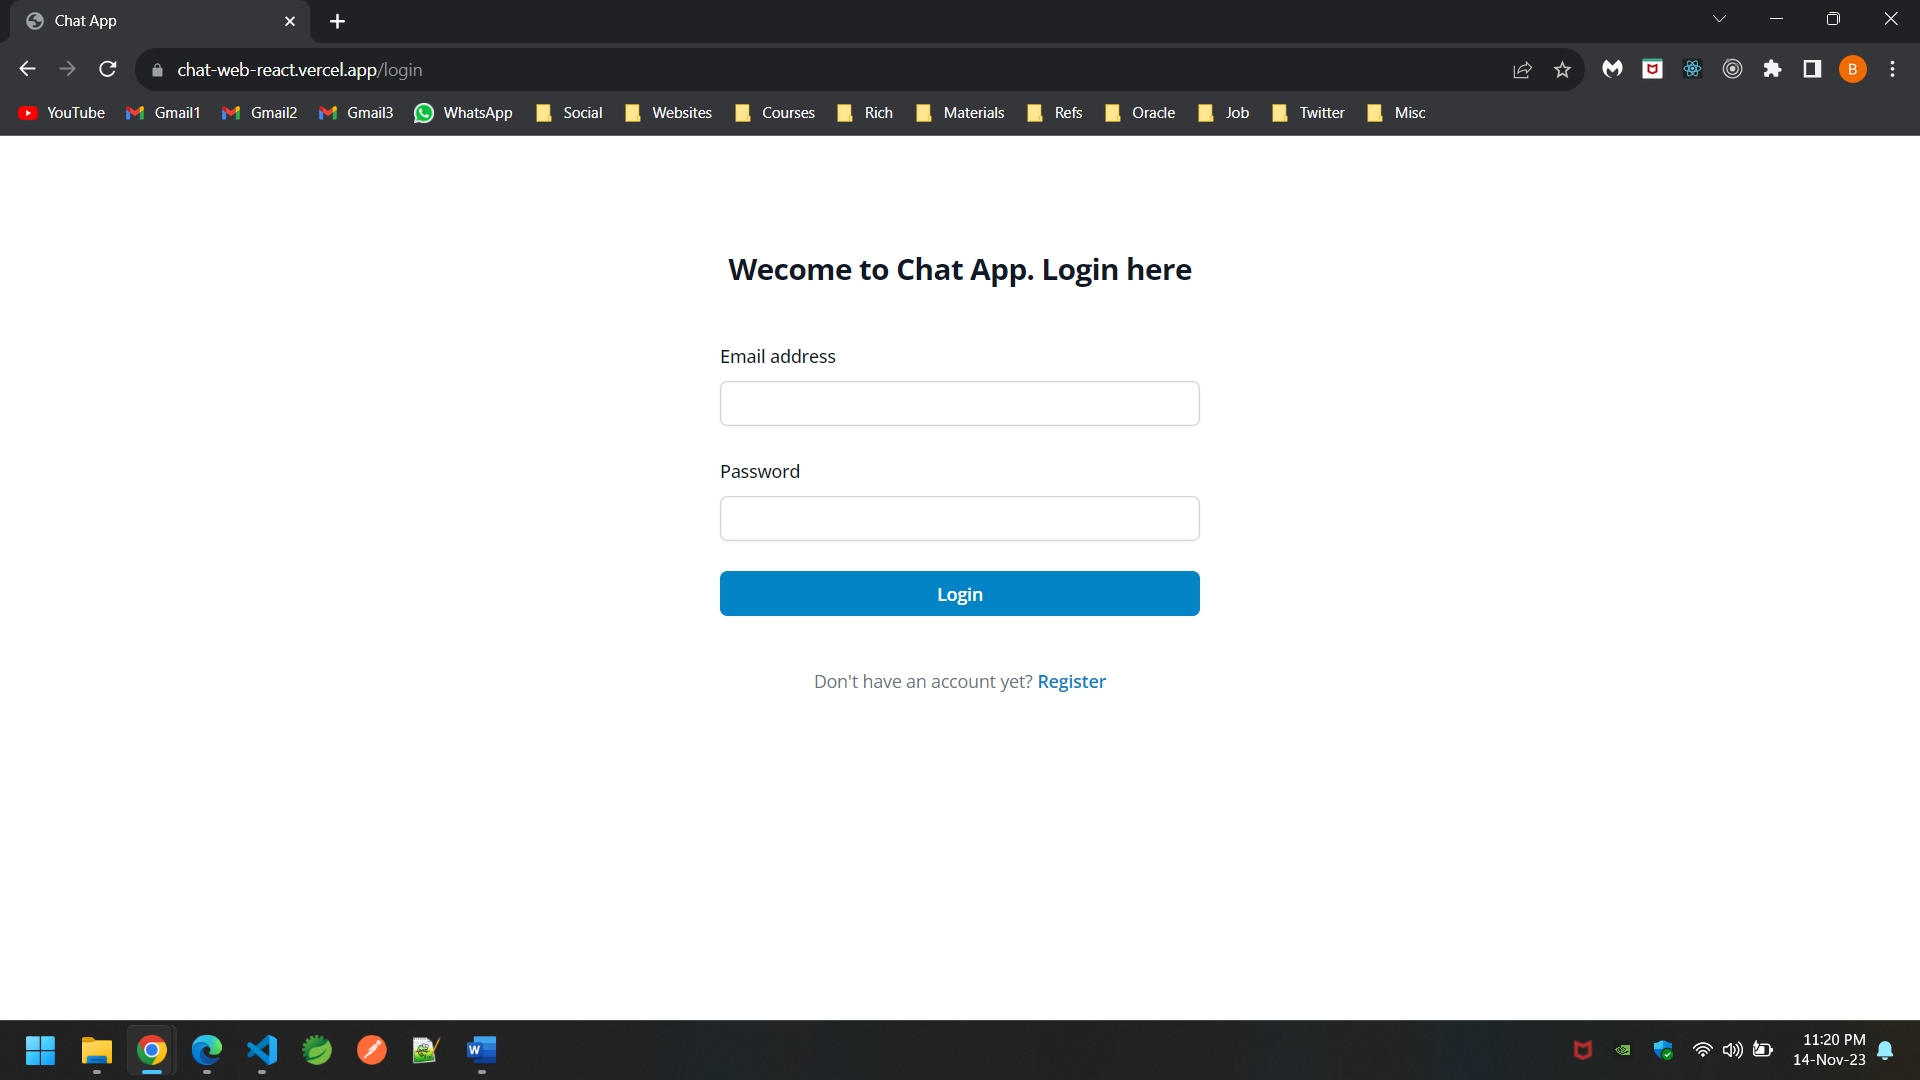 Chat App
chat-web-react.vercel.app/login
B
YouTube Gmail1 Gmail2 Gmail3 WhatsApp Social Websites Courses Rich Materials Refs Oracle Job Twitter Misc
Wecome to Chat App. Login here
Email address
Password
Login
Don't have an account yet? Register
W
11:20 PM
14-Nov-23